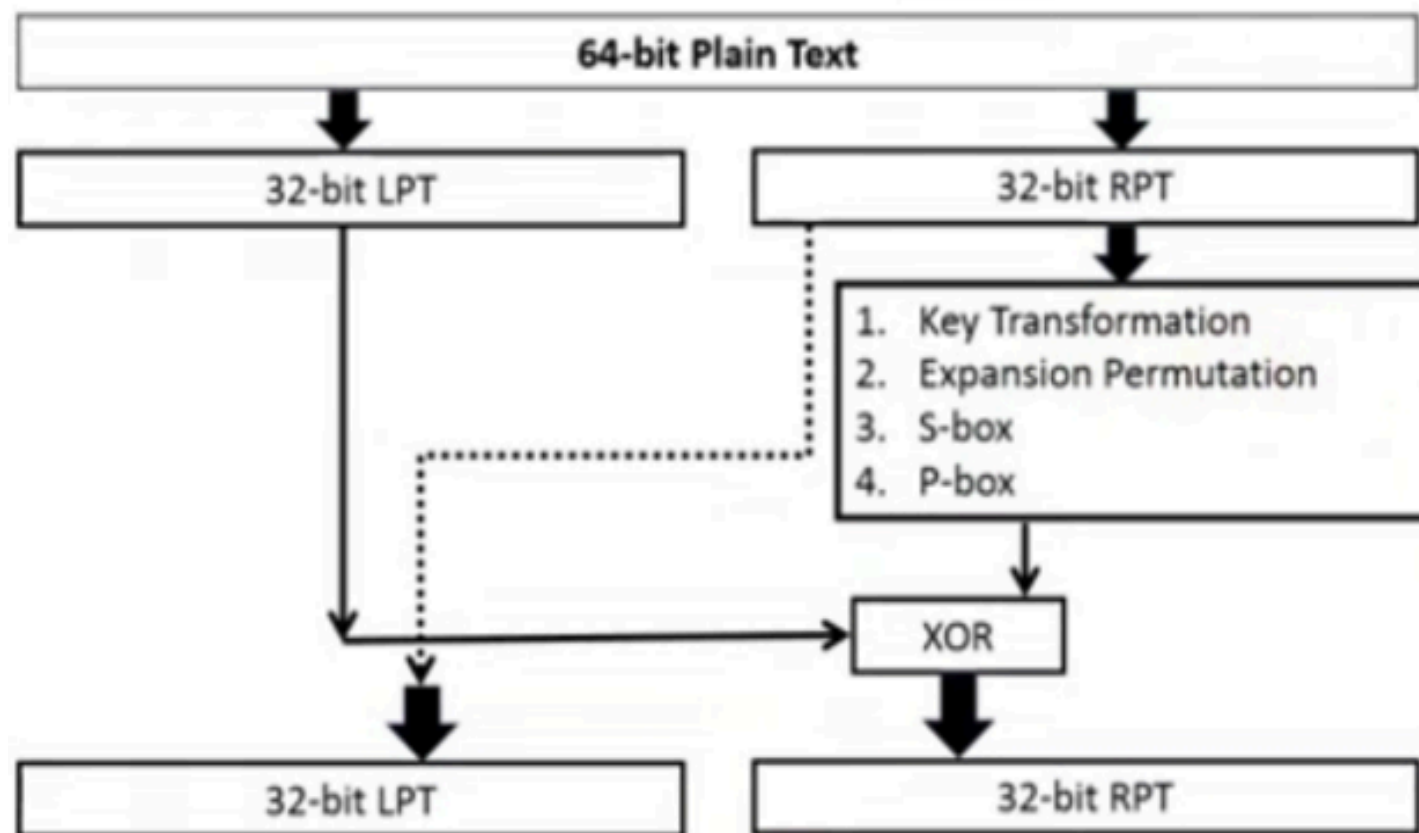 64-bit Plain Text
32-bit LPT
32-bit RPT
1. Key Transformation
2. Expansion Permutation
3. S-box
4. P-box
XOR
32-bit LPT
32-bit RPT